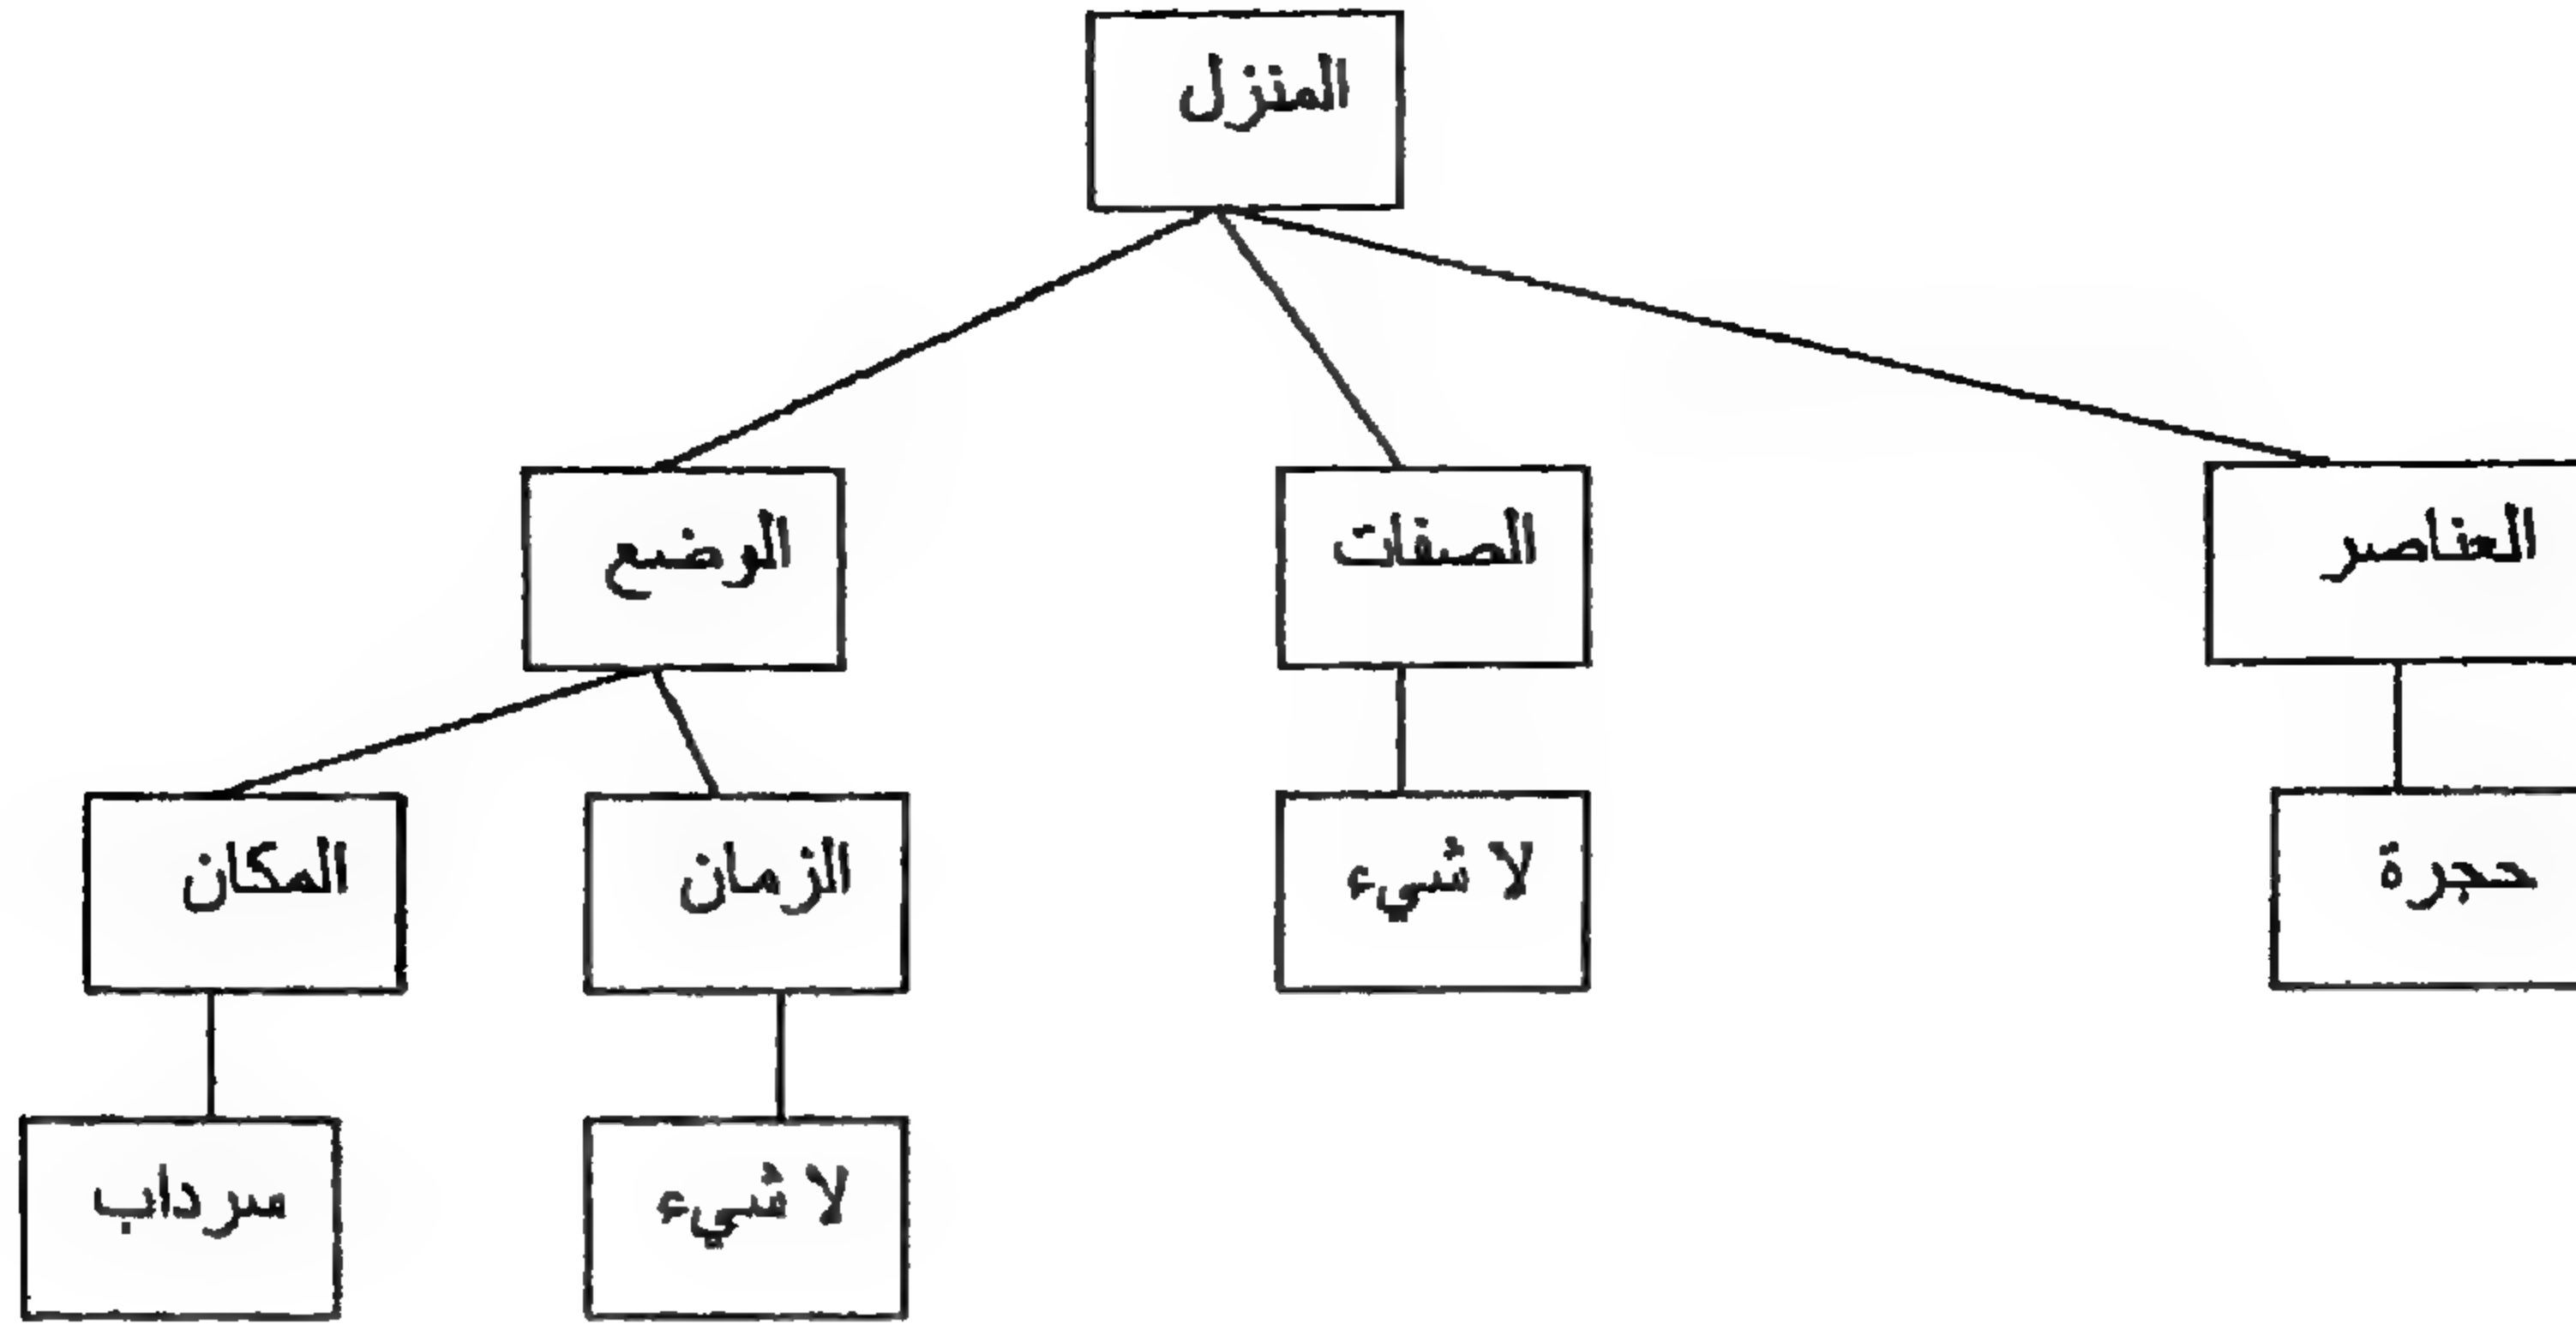 المنزل
العناصر
الصفات
الوضع
حجرة
لا شيء
الزمان
المكان
لا شيء
سرداب